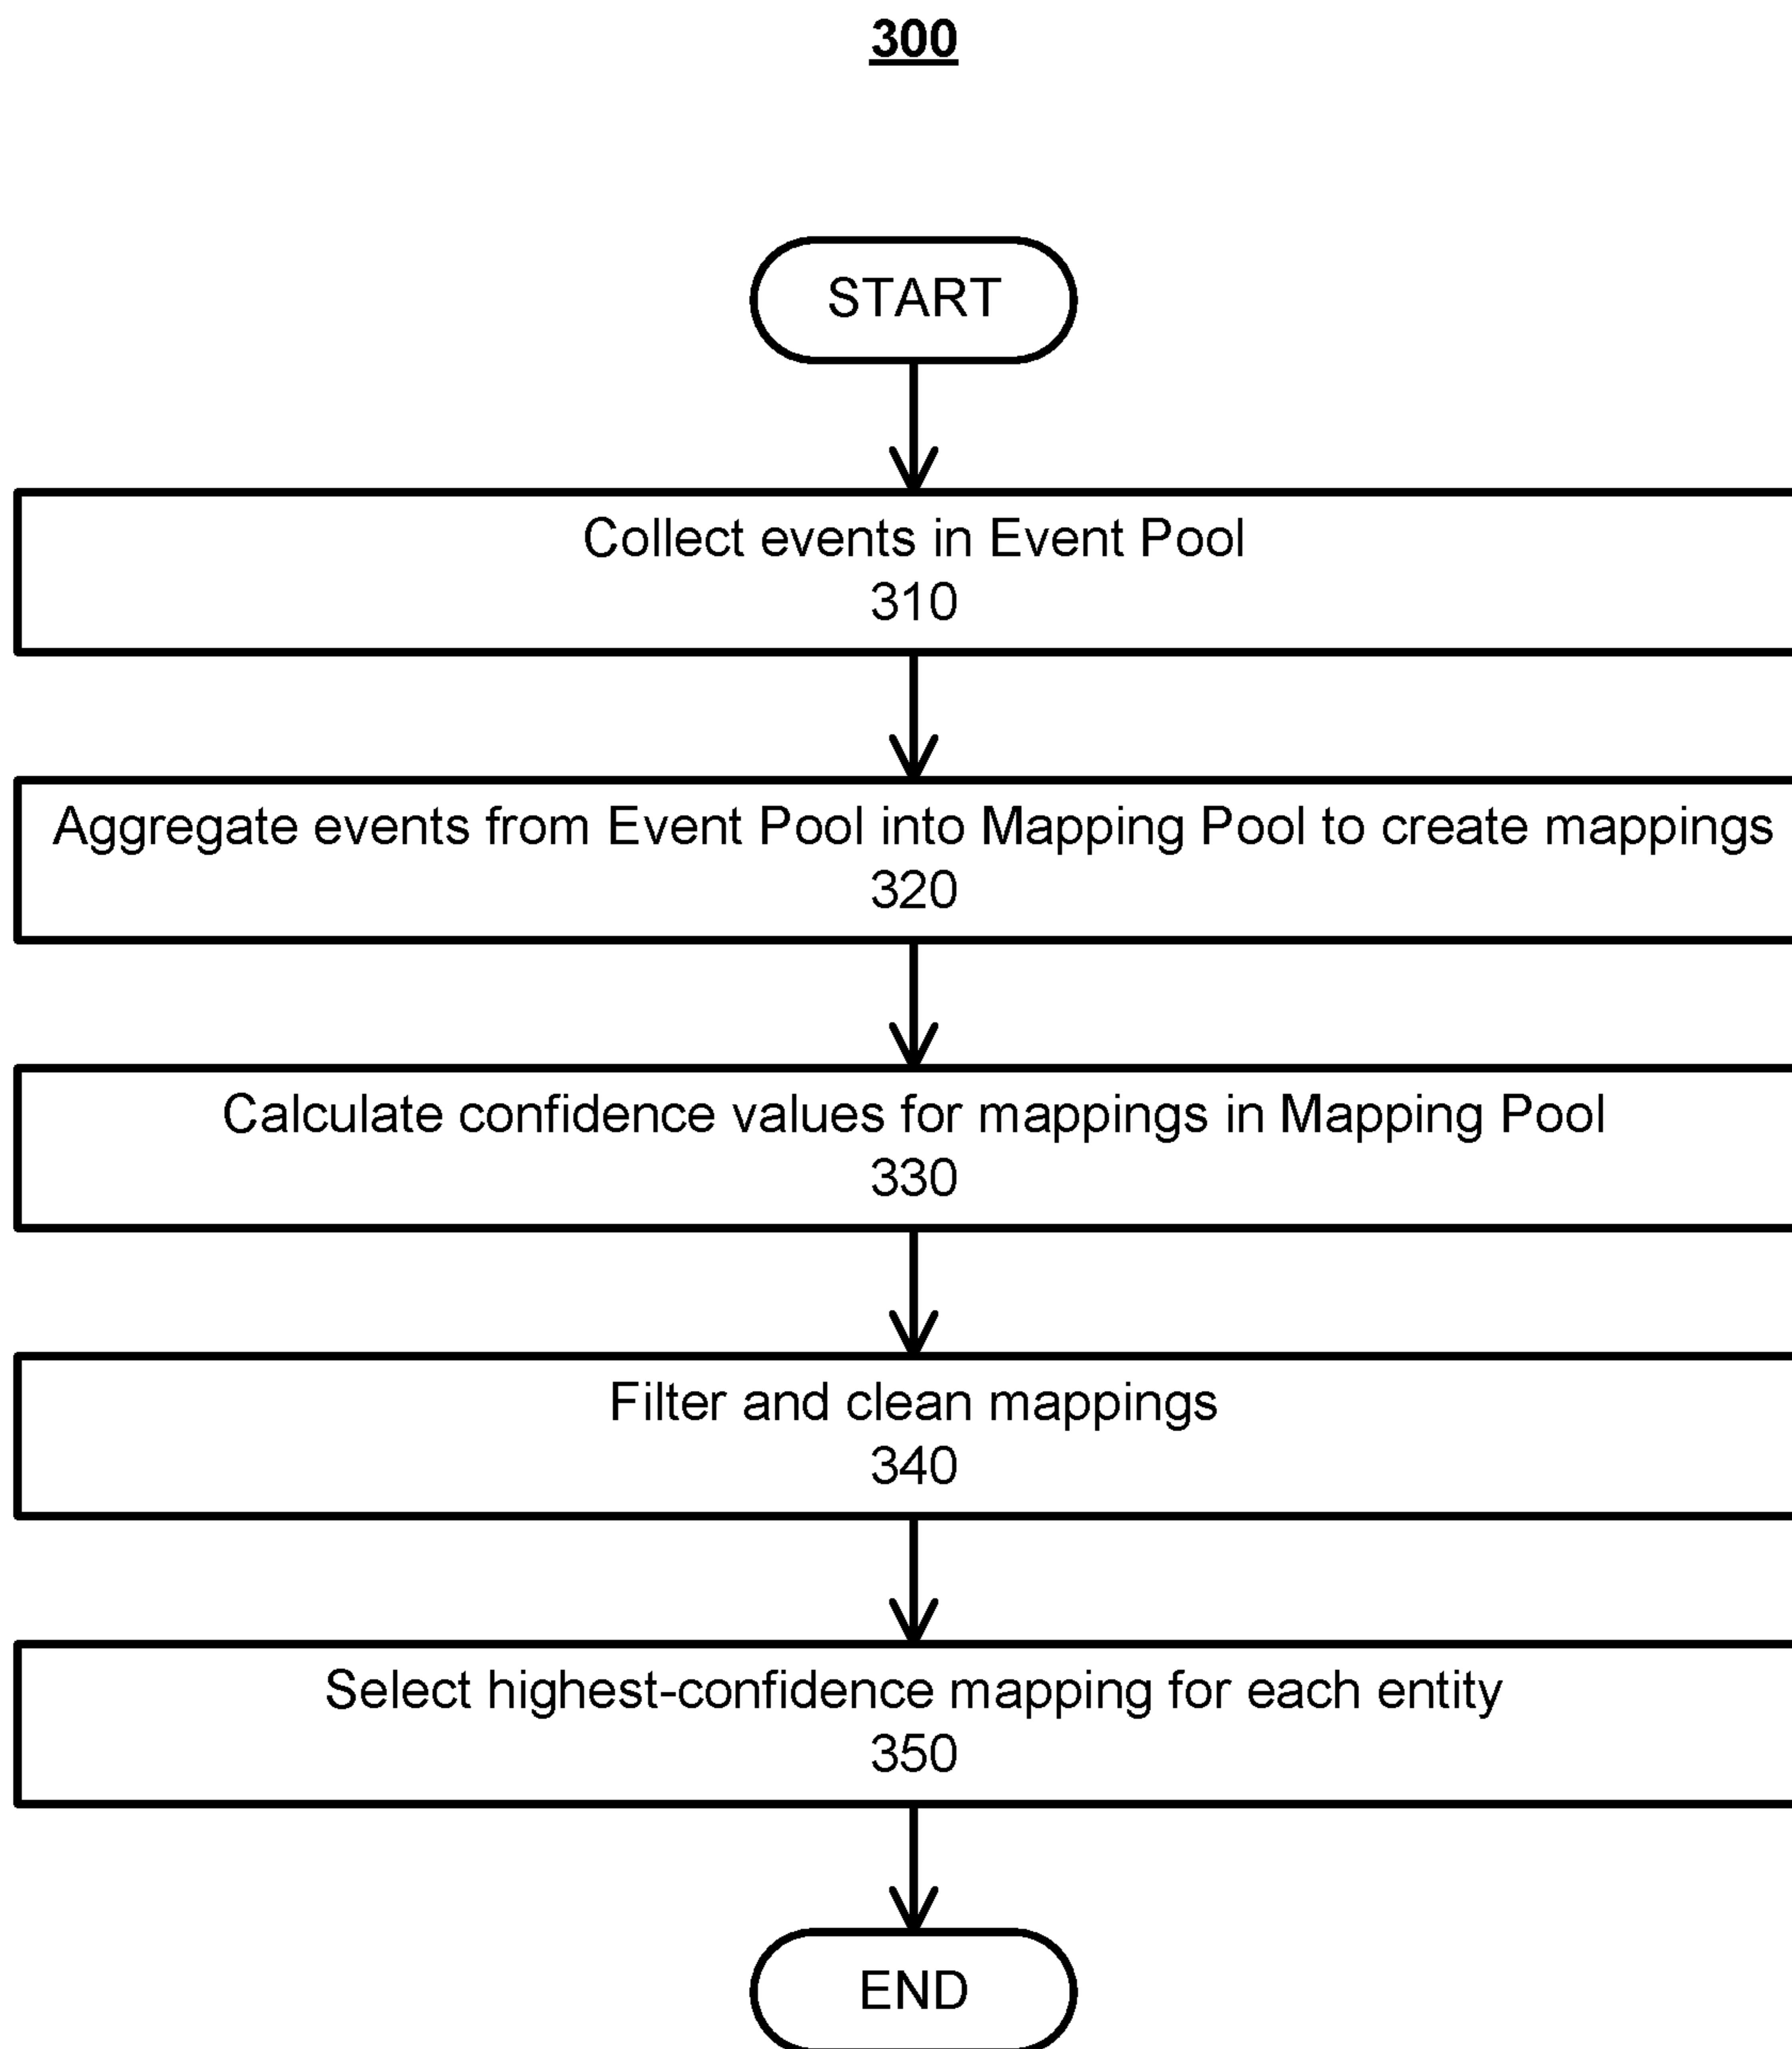 300
START
Collect events in Event Pool
310
Aggregate events from Event Pool into Mapping Pool to create mappings
320
Calculate confidence values for mappings in Mapping Pool
330
Filter and clean mappings
340
Select highest-confidence mapping for each entity
350
END